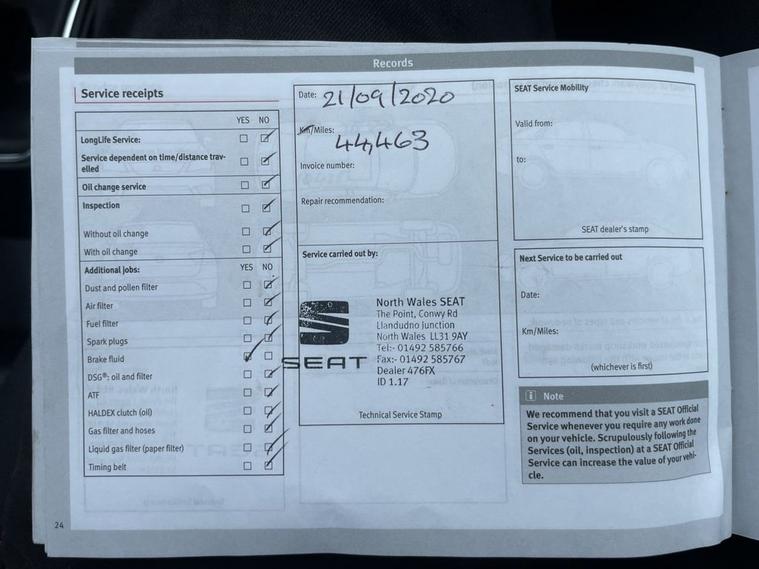 Records
Service receipts
YES NO
LongLife Service:
Service dependent on time/distance trav-
elled
Oil change service
Inspection
Without oil change
With oil change
Additional jobs: YES NO
Dust and pollen filter
Air filter
Fuel filter
Spark plugs
Brake fluid
DSG®: oil and filter
ATF
HALDEX clutch (oil)
Gas filter and hoses
Liquid gas filter (paper filter)
Timing belt
Date: 21/09/2020
Km/Miles:
44,463
Invoice number:
Repair recommendation:
Service carried out by:
SEAT
North Wales SEAT
The Point, Conwy Rd
Llandudno Junction
North Wales LL31 9AY
Tel:- 01492 585766
Fax:- 01492 585767
Dealer 476FX
ID 1.17
Technical Service Stamp
SEAT Service Mobility
Valid from:
to:
SEAT dealer's stamp
Next Service to be carried out
Date:
Km/Miles:
(whichever is first)
i Note
We recommend that you visit a SEAT Official
Service whenever you require any work done
on your vehicle. Scrupulously following the
Services (oil, inspection) at a SEAT Official
Service can increase the value of your vehi-
cle.
24